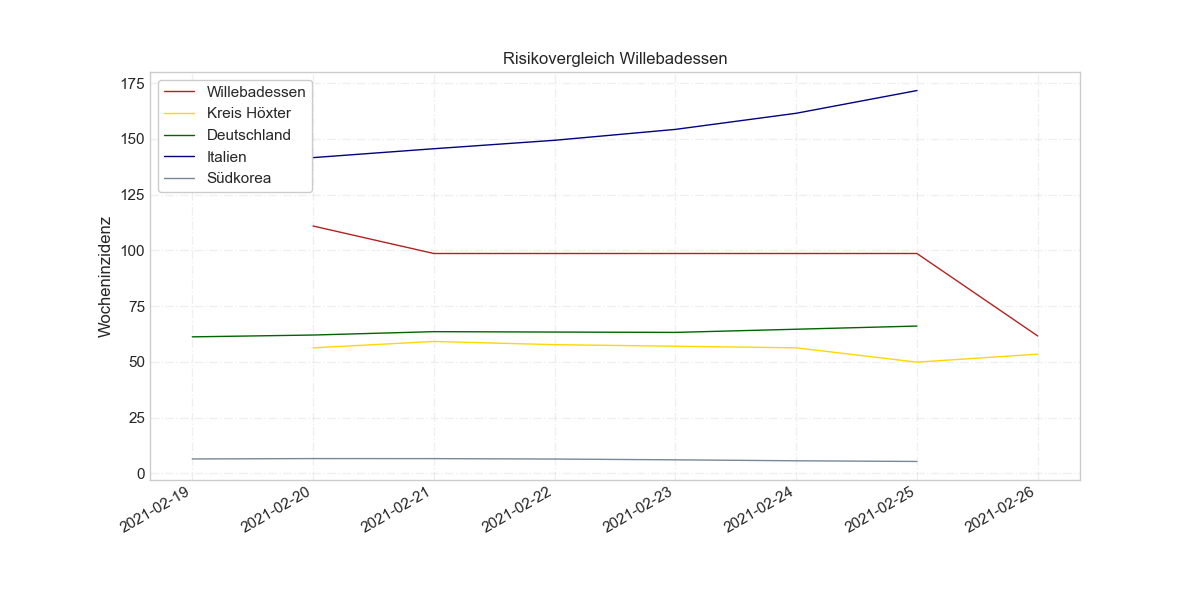 Risikovergleich Willebadessen
Wocheninzidenz
175
150
125
100
75
50
25
0
Willebadessen
Kreis Höxter
Deutschland
Italien
Südkorea
2021-02-19
2021-02-20
2021-02-21
2021-02-22
2021-02-23
2021-02-24
2021-02-25
2021-02-26